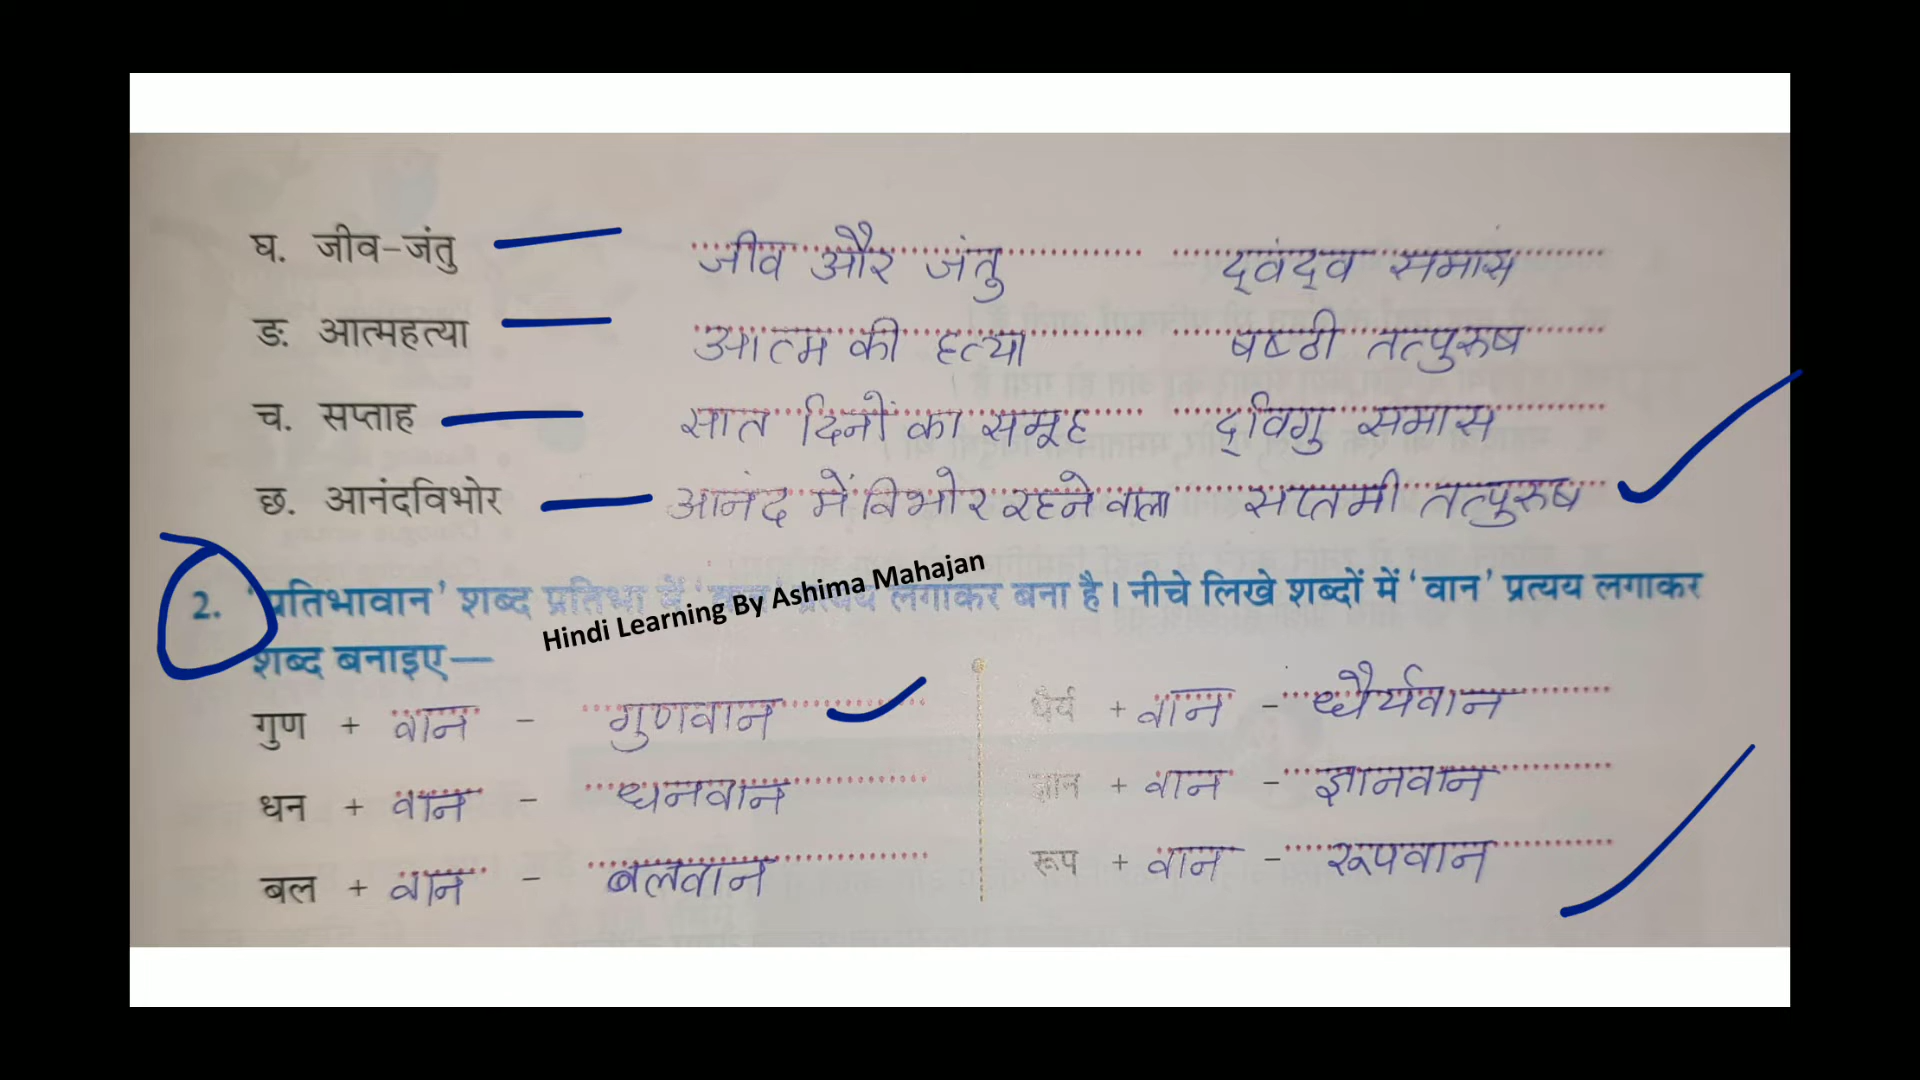 घ. जीव-जंतु जीव और जंतु द्वंद्व समास
ङ. आत्महत्या आत्म की हत्या षष्ठी तत्पुरुष
च. सप्ताह सात दिनों का समूह द्विगु समास
छ. आनंदविभोर आनंद में विभोर रहने वाला सप्तमी तत्पुरुष
2. 'प्रतिभावान' शब्द प्रतिभा में 'वान' प्रत्यय लगाकर बना है। नीचे लिखे शब्दों में 'वान' प्रत्यय लगाकर
Hindi Learning By Ashima Mahajan
शब्द बनाइए—
गुण + वान - गुणवान धैर्य + वान - धैर्यवान
धन + वान - धनवान ज्ञान + वान - ज्ञानवान
बल + वान - बलवान रूप + वान - रूपवान